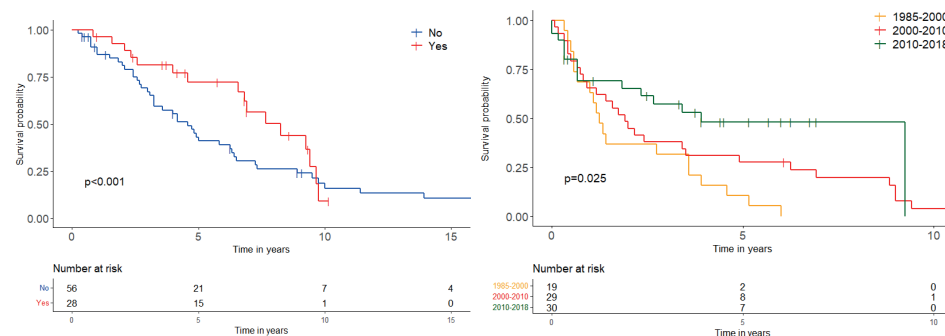 No
Yes
Survival probability
1.00
0.75
0.50
0.25
0.00
p<0.001
0 5 10 15
Time in years
Number at risk
No 56 21 7 4
Yes 28 15 1 0
0 5 10 15
Time in years
1985-2000
2000-2010
2010-2018
Survival probability
1.00
0.75
0.50
0.25
0.00
p=0.025
0 5 10
Time in years
Number at risk
1985-2000 19 2 0
2000-2010 29 8 1
2010-2018 30 7 0
0 5 10
Time in years